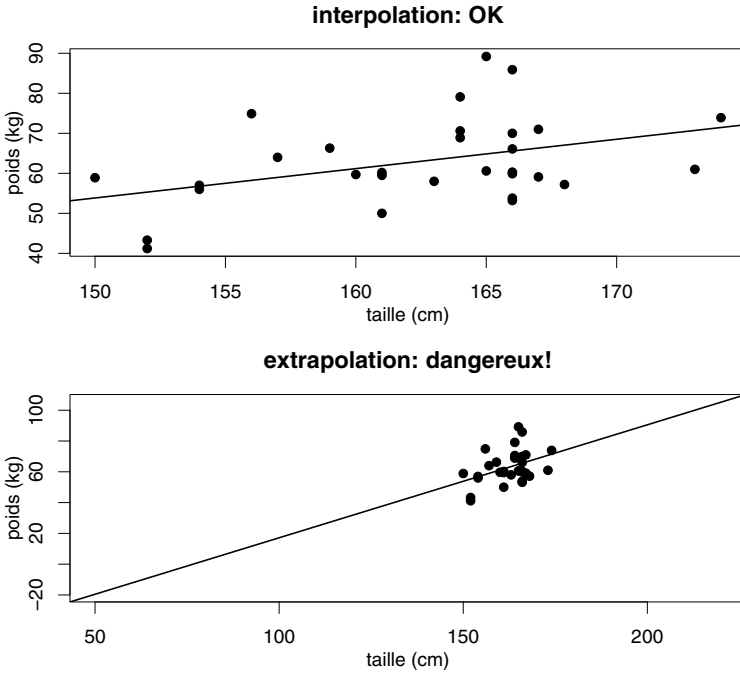 interpolation: OK
90
80
70
60
50
40
poids (kg)
150 155 160 165 170
taille (cm)
extrapolation: dangereux!
100
60
20
−20
poids (kg)
50 100 150 200
taille (cm)